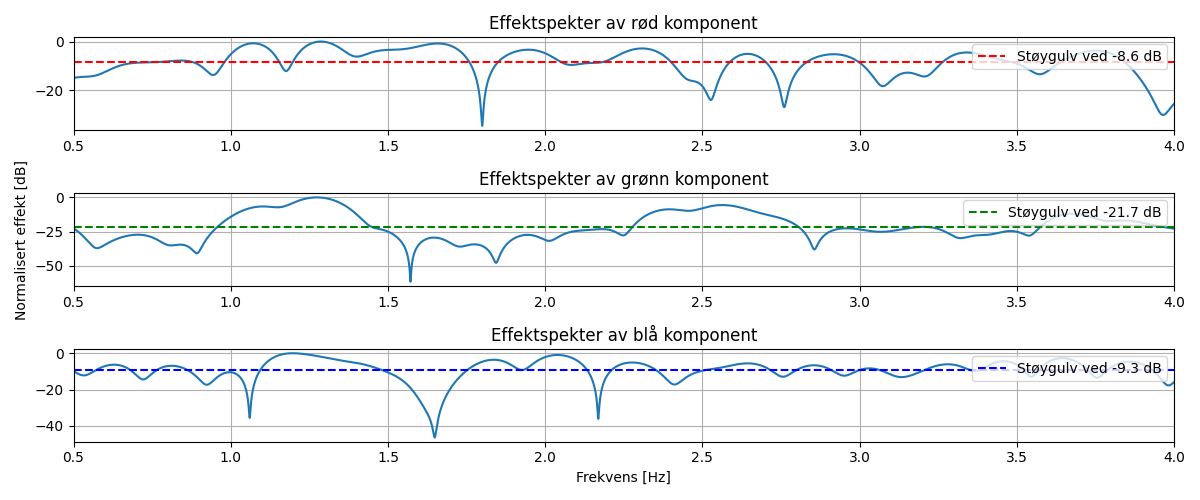 Effektspekter av rød komponent
0
−20
Støygulv ved -8.6 dB
0.5 1.0 1.5 2.0 2.5 3.0 3.5 4.0
Effektspekter av grønn komponent
Normalisert effekt [dB]
0
−25
−50
Støygulv ved -21.7 dB
0.5 1.0 1.5 2.0 2.5 3.0 3.5 4.0
Effektspekter av blå komponent
0
−20
−40
Støygulv ved -9.3 dB
0.5 1.0 1.5 2.0 2.5 3.0 3.5 4.0
Frekvens [Hz]